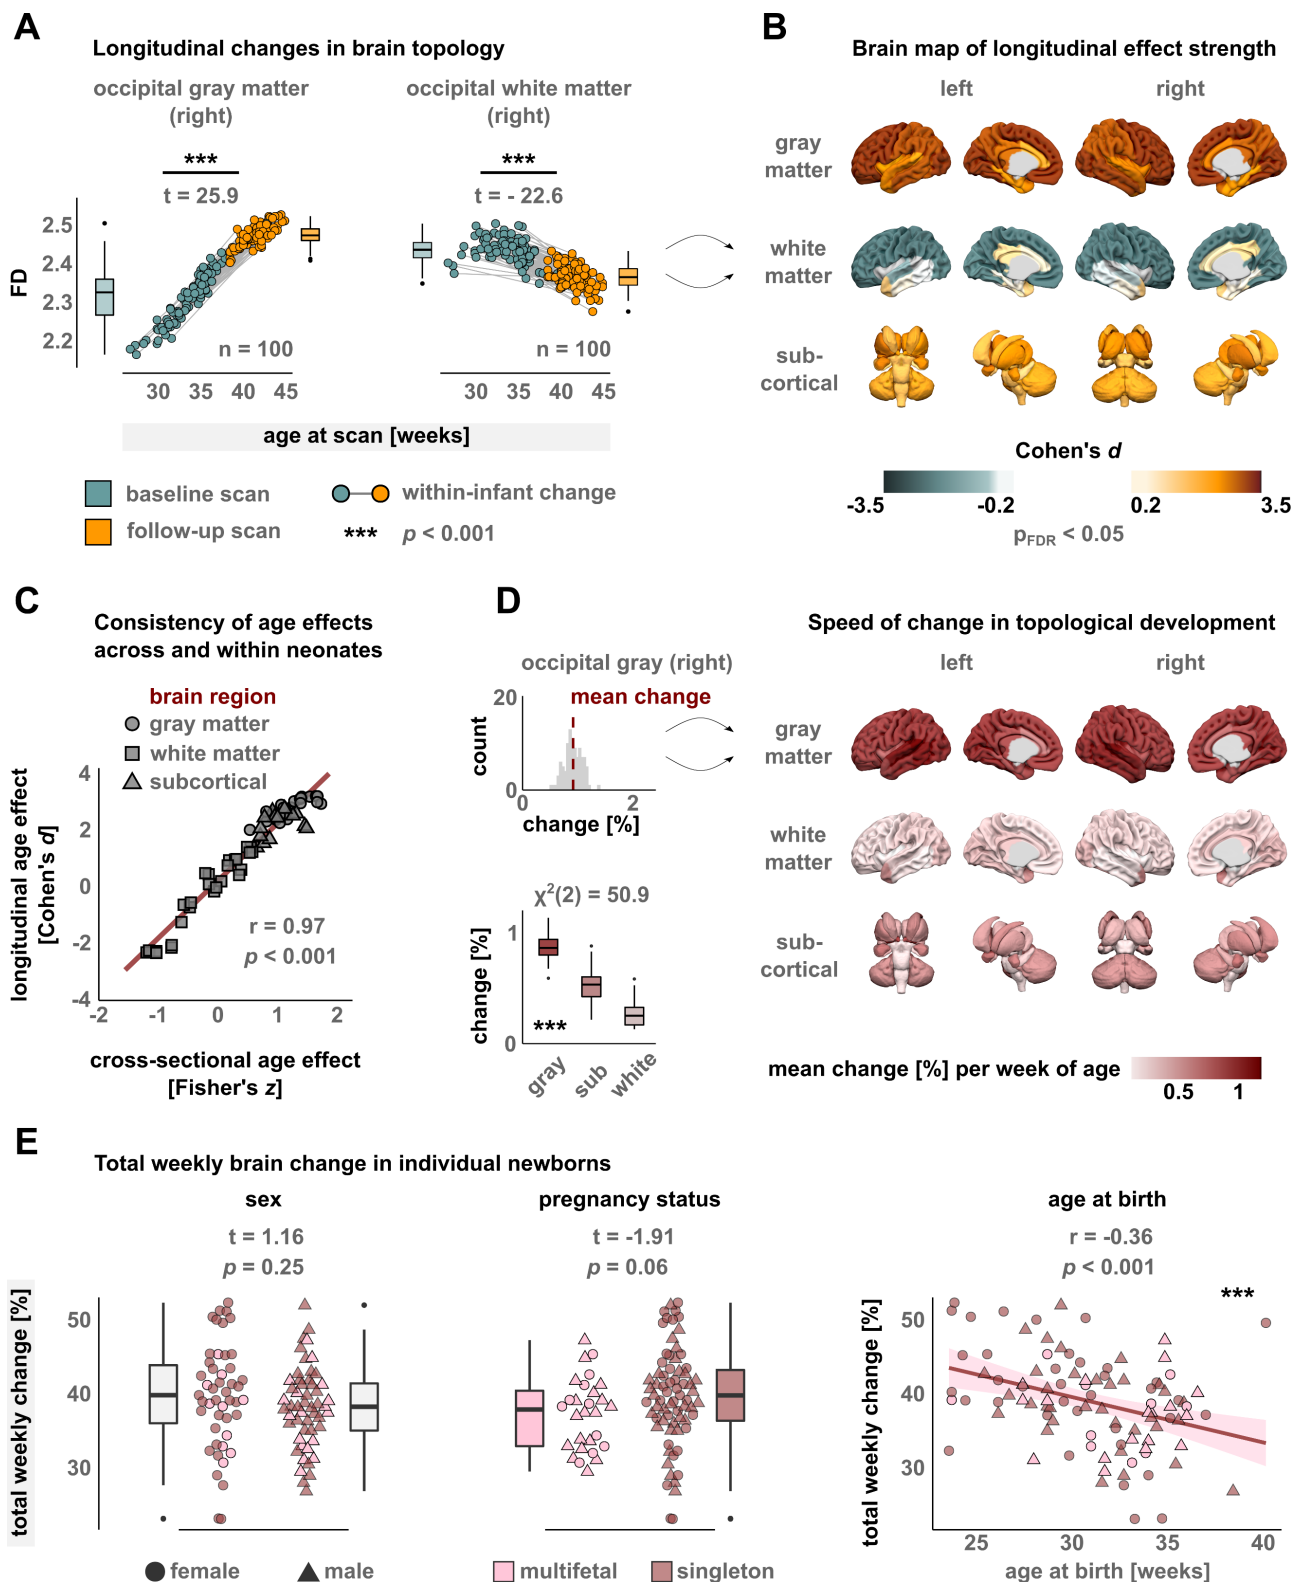 A
Longitudinal changes in brain topology
occipital gray matter
(right)
occipital white matter
(right)
***
***
t = 25.9
t = - 22.6
FD
2.5
2.4
2.3
2.2
n = 100
n = 100
30 35 40 45
30 35 40 45
age at scan [weeks]
baseline scan
within-infant change
follow-up scan
*** p < 0.001
B
Brain map of longitudinal effect strength
left
right
gray
matter
white
matter
sub-
cortical
Cohen's d
-3.5
-0.2
0.2
3.5
pFDR < 0.05
C
Consistency of age effects
across and within neonates
brain region
gray matter
white matter
subcortical
longitudinal age effect
[Cohen's d]
4
2
0
-2
-4
r = 0.97
p < 0.001
-2 -1 0 1 2
cross-sectional age effect
[Fisher's z]
D
Speed of change in topological development
occipital gray (right)
mean change
count
20
0
0 2
change [%]
χ²(2) = 50.9
change [%]
1
0
***
gray
sub
white
left
right
gray
matter
white
matter
sub-
cortical
mean change [%] per week of age
0.5 1
E
Total weekly brain change in individual newborns
sex
t = 1.16
p = 0.25
pregnancy status
t = -1.91
p = 0.06
age at birth
r = -0.36
p < 0.001
***
total weekly change [%]
50
40
30
total weekly change [%]
50
40
30
25 30 35 40
age at birth [weeks]
female
male
multifetal
singleton